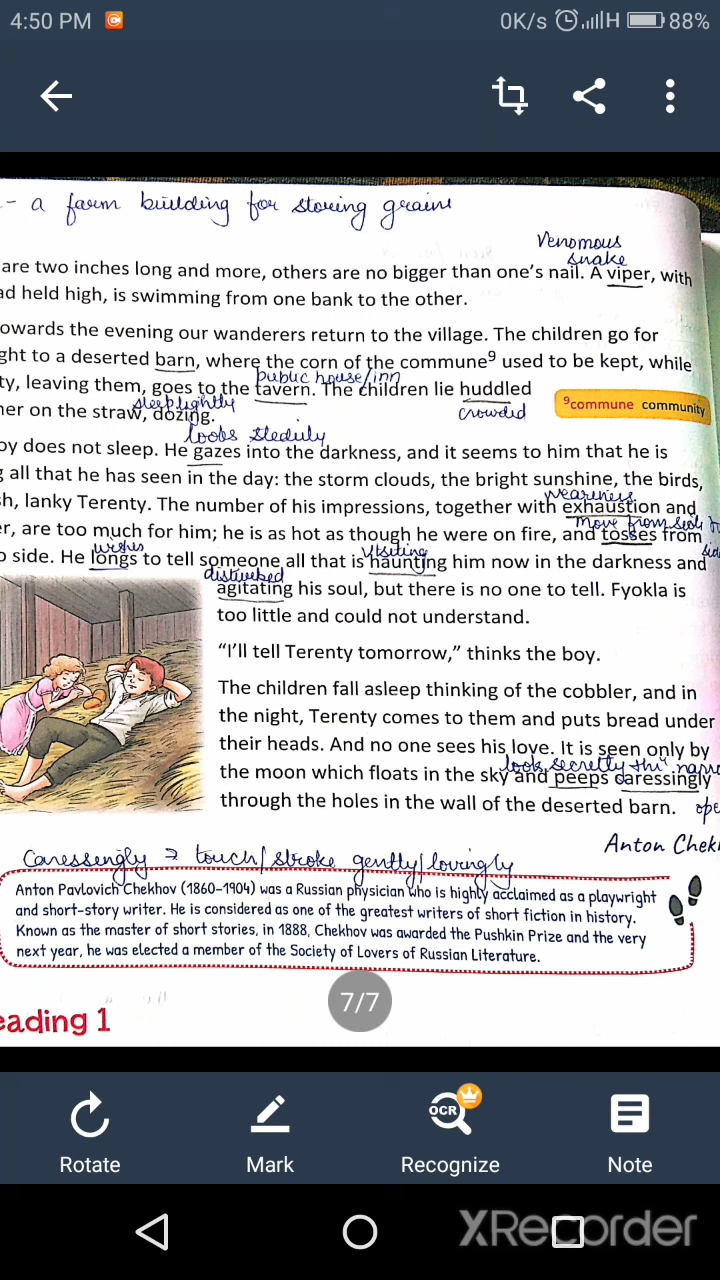 4:50 PM
0K/s H 88%
- a farm building for storing grains
Venomous
snake
are two inches long and more, others are no bigger than one's nail. A viper, with
ad held high, is swimming from one bank to the other.
owards the evening our wanderers return to the village. The children go for
ght to a deserted barn, where the corn of the commune⁹ used to be kept, while
public house/inn
ty, leaving them, goes to the tavern. The children lie huddled
⁹commune community
sleep lightly
crowded
her on the straw, dozing.
looks steduly
oy does not sleep. He gazes into the darkness, and it seems to him that he is
g all that he has seen in the day: the storm clouds, the bright sunshine, the birds,
weariness
sh, lanky Terenty. The number of his impressions, together with exhaustion and
move from
er, are too much for him; he is as hot as though he were on fire, and tosses from
wishes
visiting
o side. He longs to tell someone all that is haunting him now in the darkness and
disturbed
agitating his soul, but there is no one to tell. Fyokla is
too little and could not understand.
"I'll tell Terenty tomorrow," thinks the boy.
The children fall asleep thinking of the cobbler, and in
the night, Terenty comes to them and puts bread under
their heads. And no one sees his love. It is seen only by
look secretly
the moon which floats in the sky and peeps caressingly
through the holes in the wall of the deserted barn.
ope
Anton Chek
Caressengly → touch/stroke gently/lovingly
Anton Pavlovich Chekhov (1860–1904) was a Russian physician who is highly acclaimed as a playwright
and short-story writer. He is considered as one of the greatest writers of short fiction in history.
Known as the master of short stories, in 1888, Chekhov was awarded the Pushkin Prize and the very
next year, he was elected a member of the Society of Lovers of Russian Literature.
7/7
eading 1
OCR
Rotate
Mark
Recognize
Note
XRecorder